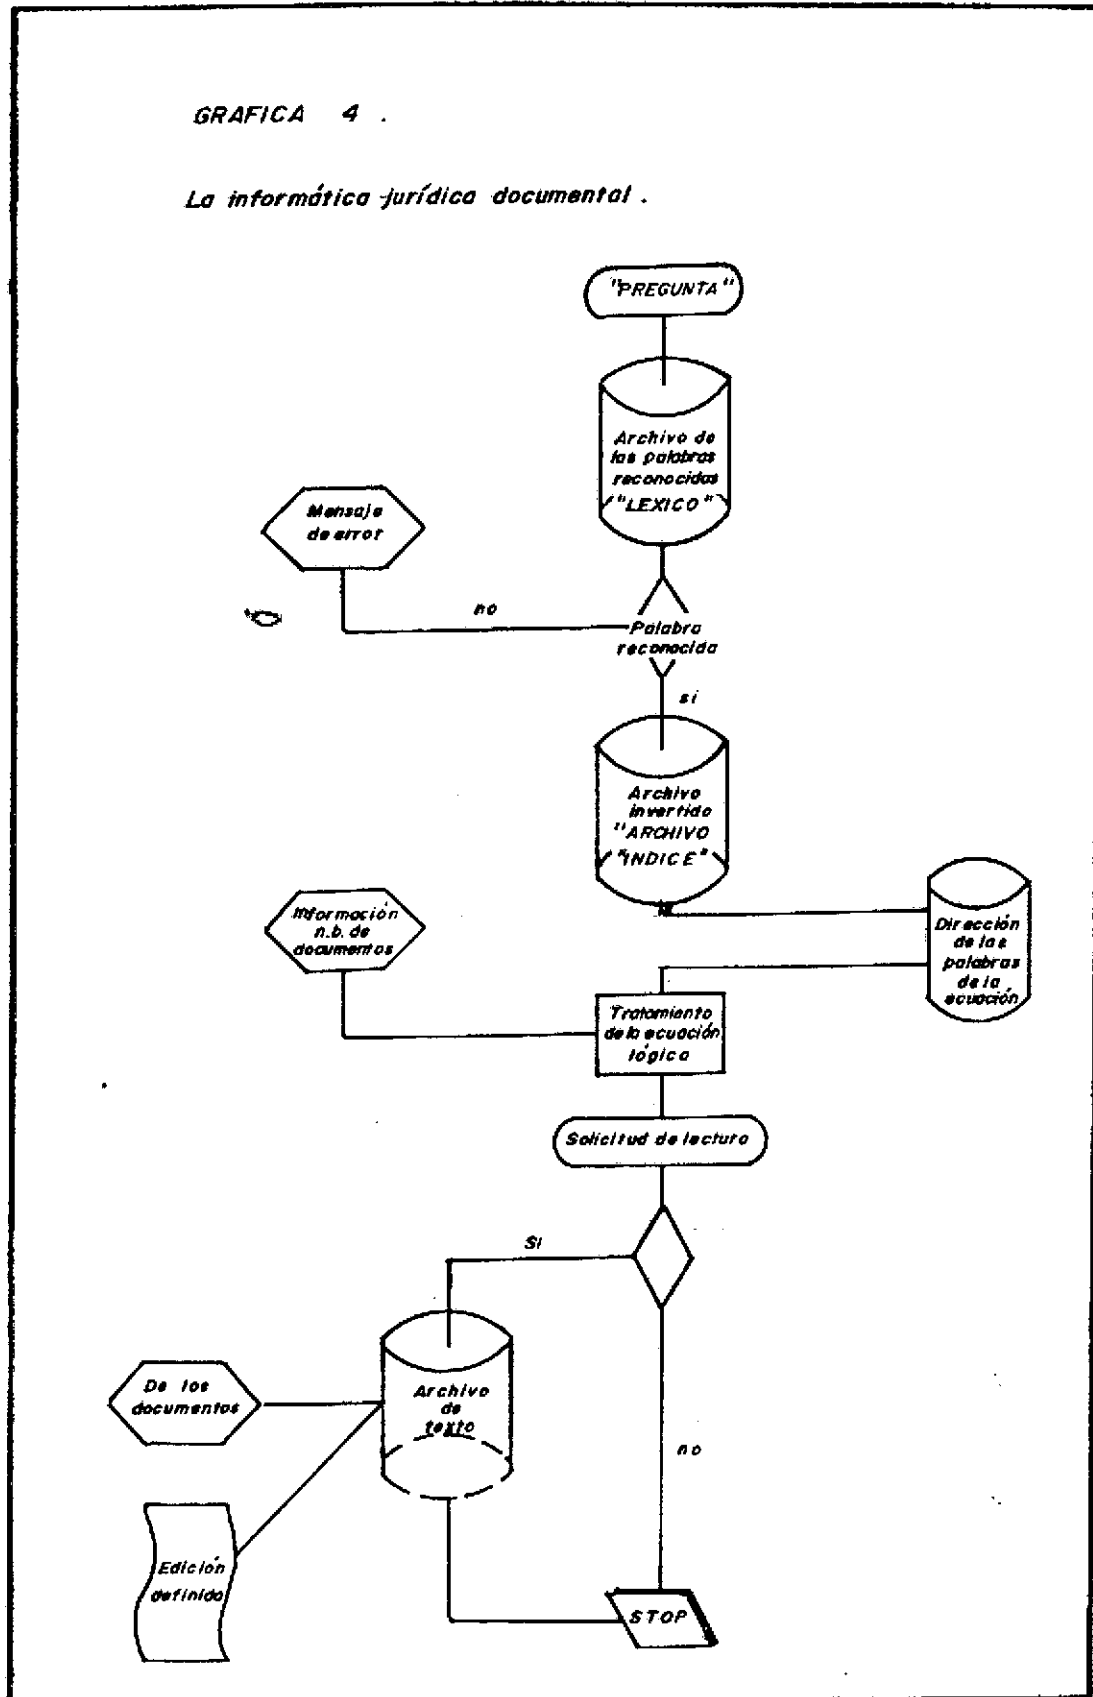 GRAFICA 4 .
La informática jurídica documental .
"PREGUNTA"
Archivo de
las palabras
reconocidas
"LEXICO"
Mensaje
de error
no
Palabra
reconocida
si
Archivo
invertido
"ARCHIVO
"INDICE"
Información
n.b. de
documentos
Dirección
de las
palabras
de la
ecuación
Tratamiento
de la ecuación
lógica
Solicitud de lectura
Si
De los
documentos
Archivo
de
texto
no
Edición
definida
STOP